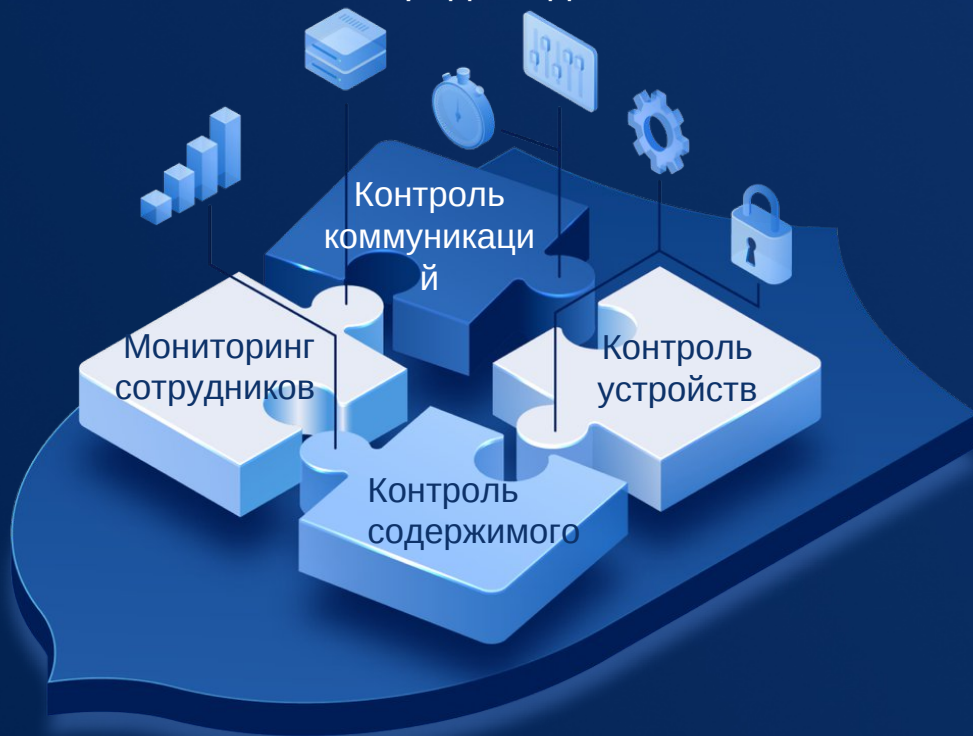 Контроль
коммуникаци
й
Мониторинг
сотрудников
Контроль
устройств
Контроль
содержимого